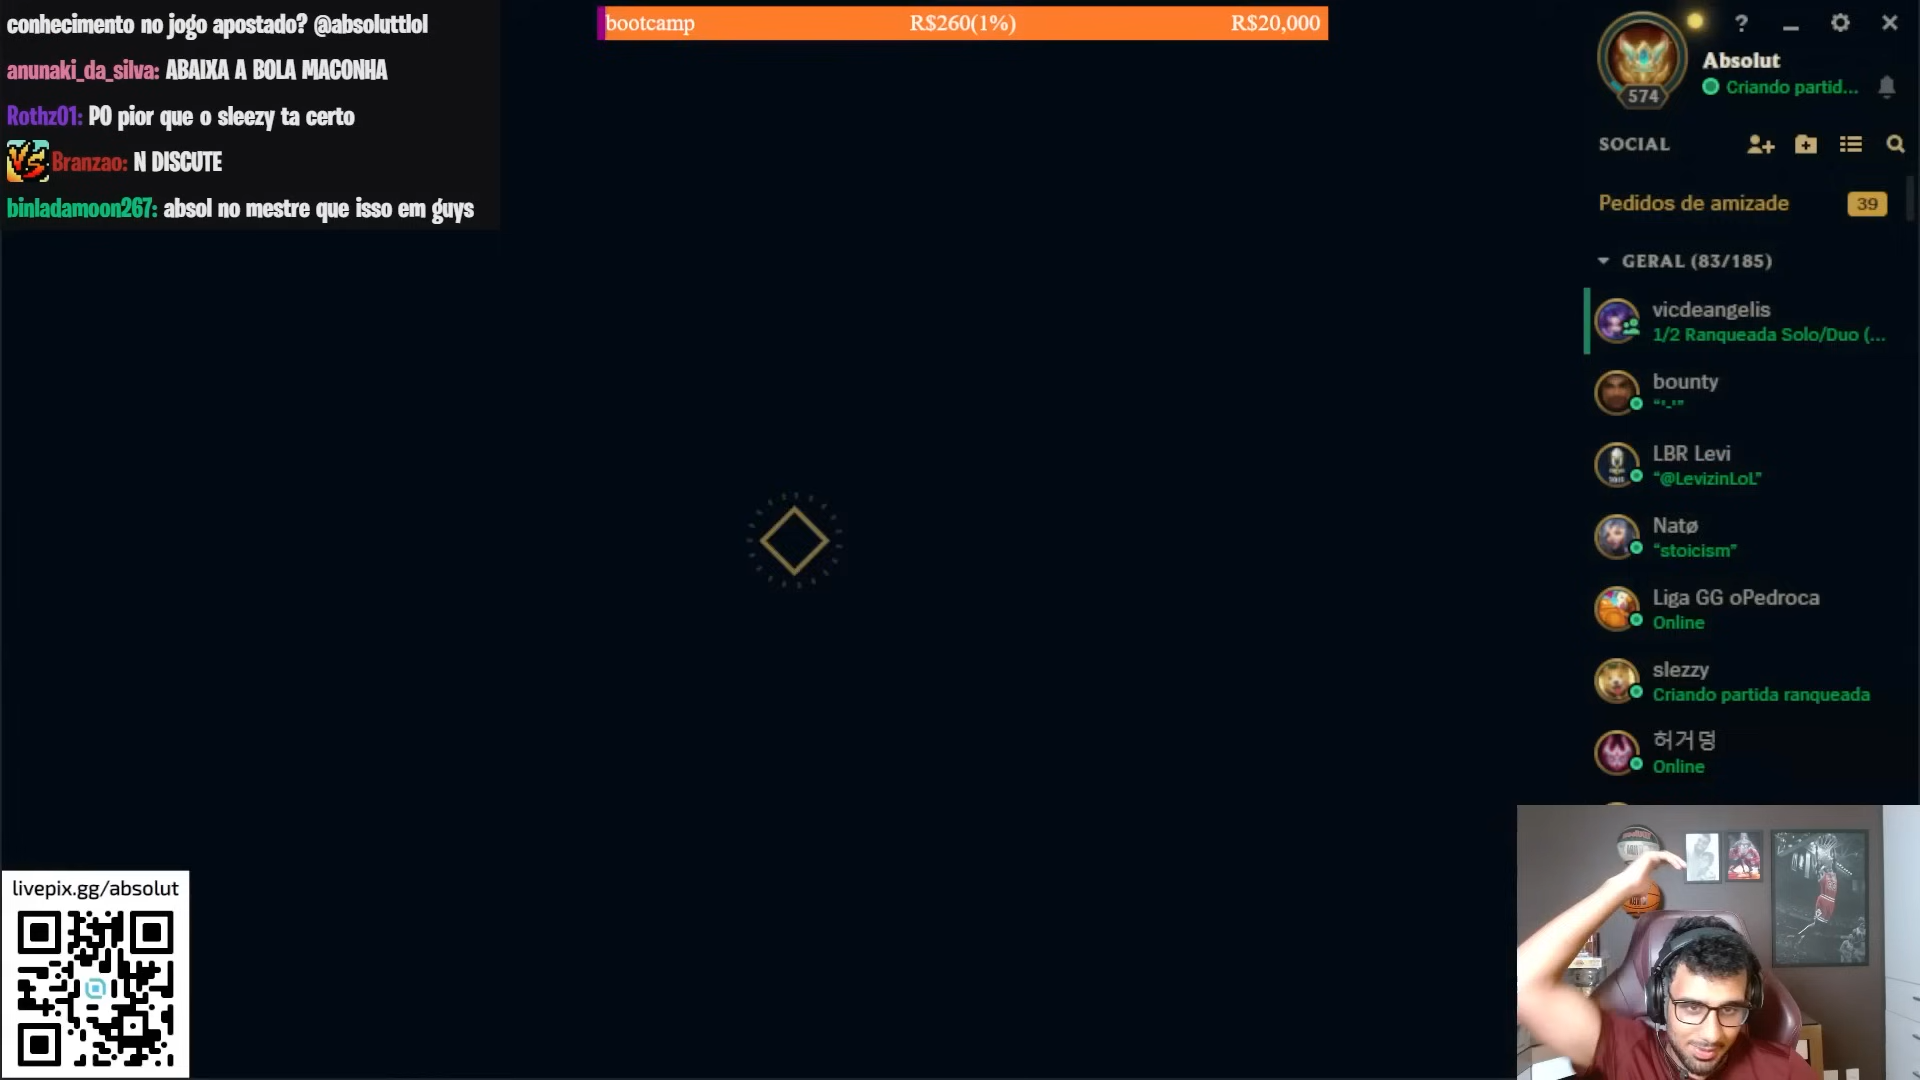 conhecimento no jogo apostado? @absoluttlol
anunaki_da_silva: ABAIXA A BOLA MACONHA
Rothz01: PO pior que o sleezy ta certo
Branzao: N DISCUTE
binladamoon267: absol no mestre que isso em guys
bootcamp R$260(1%) R$20,000
574
Absolut
Criando partid...
SOCIAL
Pedidos de amizade 39
GERAL (83/185)
vicdeangelis
1/2 Ranqueada Solo/Duo (...
bounty
"'-'"
LBR Levi
"@LevizinLoL"
Natø
"stoicism"
Liga GG oPedroca
Online
slezzy
Criando partida ranqueada
허거덩
Online
livepix.gg/absolut